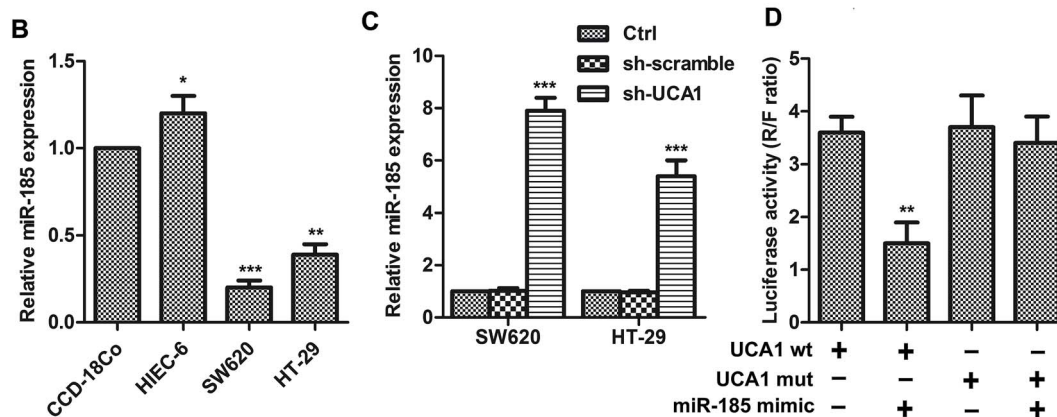 B
Relative miR-185 expression
1.5
1.0
0.5
0.0
*
***
**
CCD-18Co
HIEC-6
SW620
HT-29
C
Relative miR-185 expression
10
8
6
4
2
0
Ctrl
sh-scramble
sh-UCA1
***
***
SW620
HT-29
D
Luciferase activity (R/F ratio)
5
4
3
2
1
0
**
UCA1 wt + + – –
UCA1 mut – – + +
miR-185 mimic – + – +